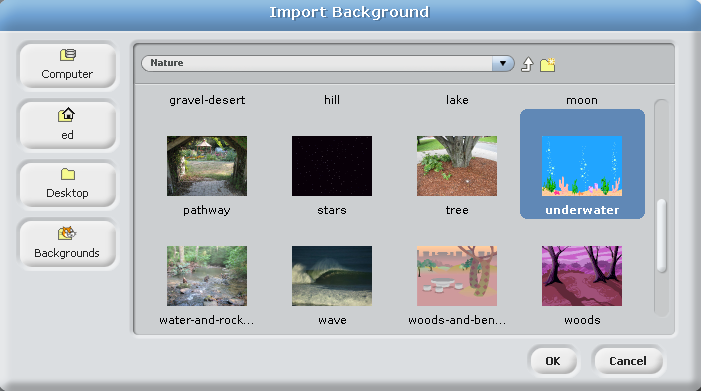 Import Background
Computer
ed
Desktop
Backgrounds
Nature
gravel-desert
hill
lake
moon
pathway
stars
tree
underwater
water-and-rock...
wave
woods-and-ben...
woods
OK
Cancel